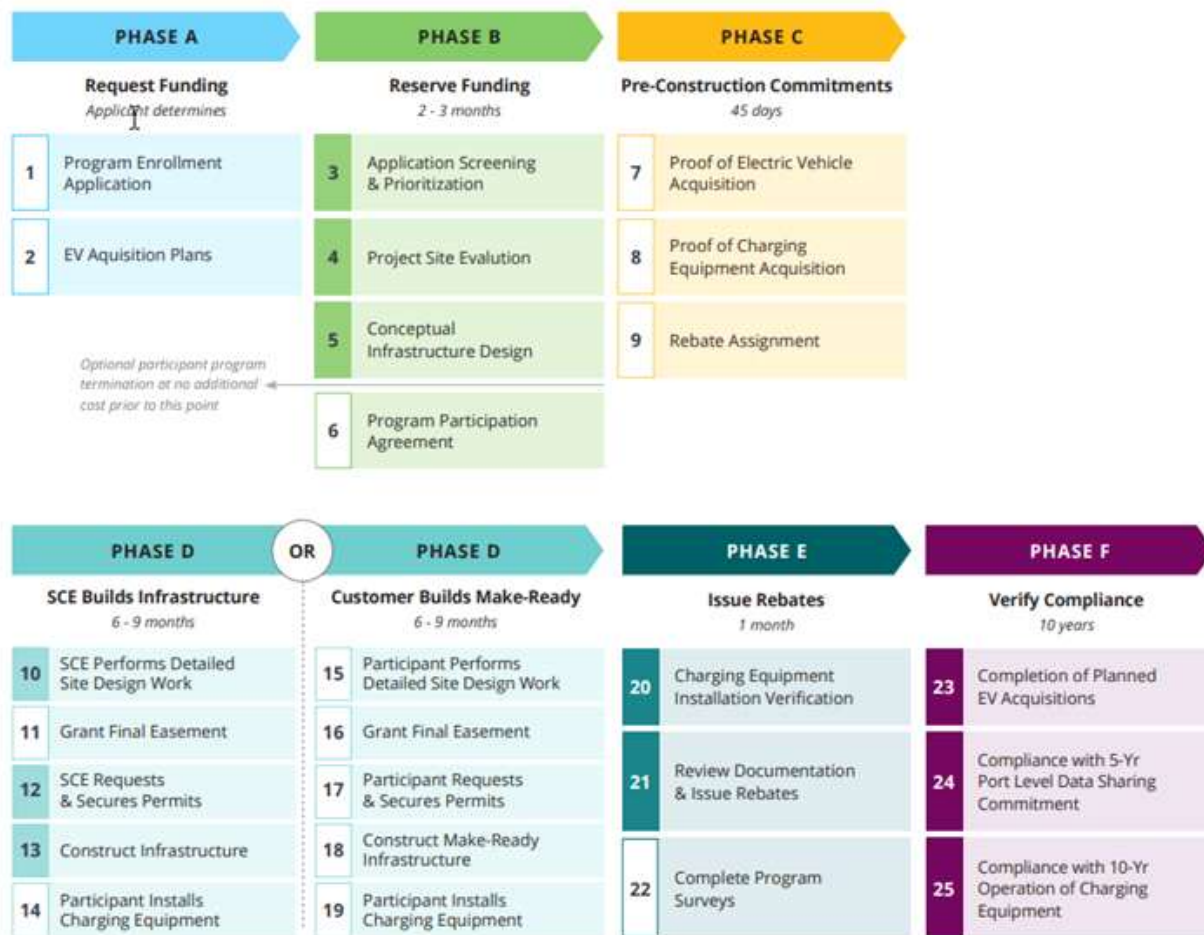 PHASE A
Request Funding
Applicant determines
1
Program Enrollment
Application
2
EV Aquisition Plans
PHASE B
Reserve Funding
2 - 3 months
3
Application Screening
& Prioritization
4
Project Site Evalution
5
Conceptual
Infrastructure Design
Optional participant program
termination at no additional
cost prior to this point
6
Program Participation
Agreement
PHASE C
Pre-Construction Commitments
45 days
7
Proof of Electric Vehicle
Acquisition
8
Proof of Charging
Equipment Acquisition
9
Rebate Assignment
PHASE D
SCE Builds Infrastructure
6 - 9 months
10
SCE Performs Detailed
Site Design Work
11
Grant Final Easement
12
SCE Requests
& Secures Permits
13
Construct Infrastructure
14
Participant Installs
Charging Equipment
OR
PHASE D
Customer Builds Make-Ready
6 - 9 months
15
Participant Performs
Detailed Site Design Work
16
Grant Final Easement
17
Participant Requests
& Secures Permits
18
Construct Make-Ready
Infrastructure
19
Participant Installs
Charging Equipment
PHASE E
Issue Rebates
1 month
20
Charging Equipment
Installation Verification
21
Review Documentation
& Issue Rebates
22
Complete Program
Surveys
PHASE F
Verify Compliance
10 years
23
Completion of Planned
EV Acquisitions
24
Compliance with 5-Yr
Port Level Data Sharing
Commitment
25
Compliance with 10-Yr
Operation of Charging
Equipment